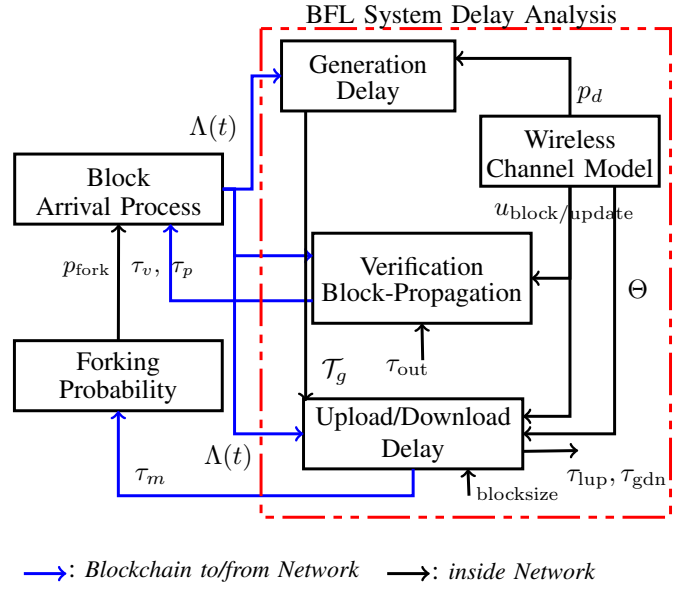 BFL System Delay Analysis
Generation
Delay
p_d
Λ(t)
Wireless
Channel Model
Block
Arrival Process
u_block/update
p_fork
τ_v, τ_p
Verification
Block-Propagation
Θ
Forking
Probability
𝒯_g
τ_out
Upload/Download
Delay
Λ(t)
τ_m
τ_lup, τ_gdn
blocksize
: Blockchain to/from Network
: inside Network